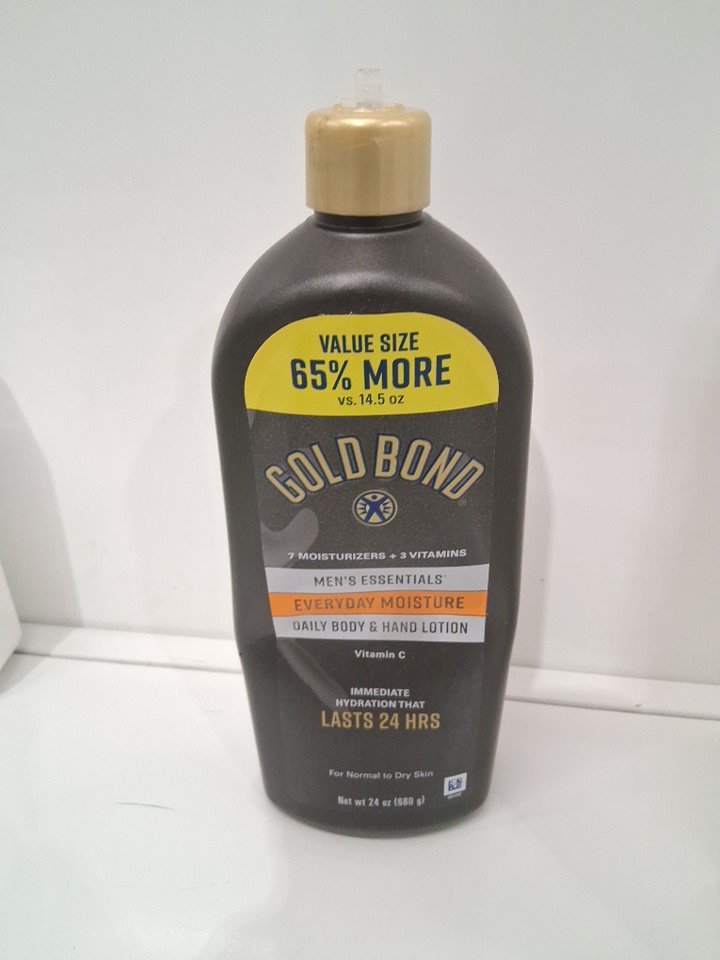 VALUE SIZE
65% MORE
vs. 14.5 oz
GOLD BOND
®
7 MOISTURIZERS + 3 VITAMINS
MEN'S ESSENTIALS
EVERYDAY MOISTURE
DAILY BODY & HAND LOTION
Vitamin C
IMMEDIATE
HYDRATION THAT
LASTS 24 HRS
For Normal to Dry Skin
Net wt 24 oz (680 g)